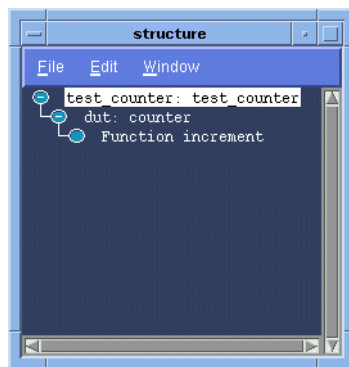 structure
File Edit Window
test_counter: test_counter
dut: counter
Function increment